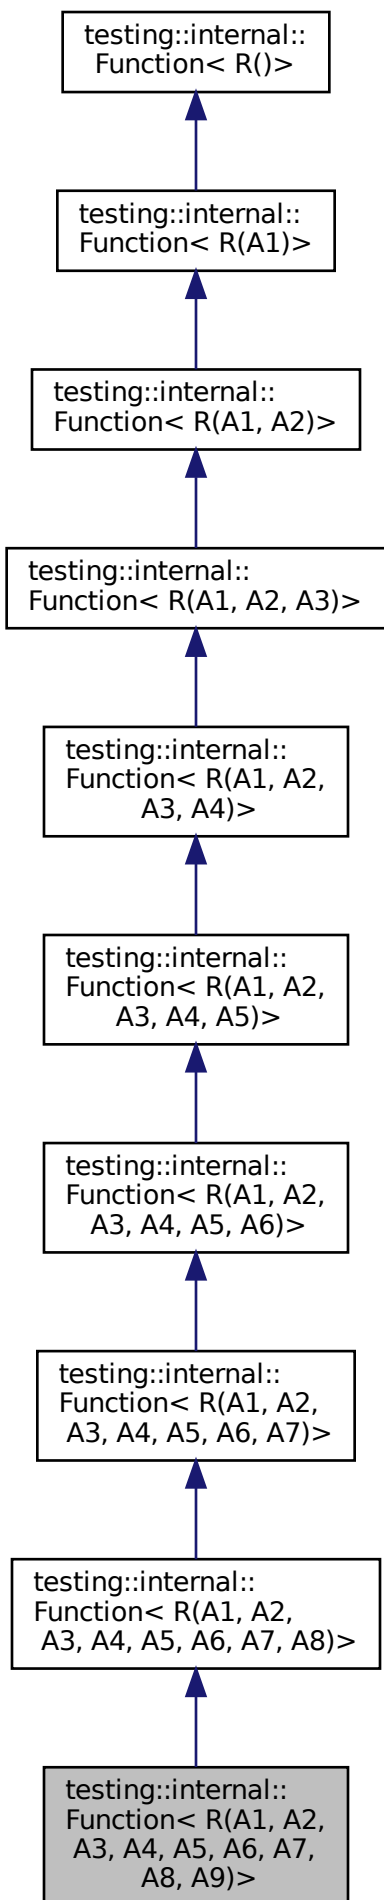 testing::internal::
Function< R()>
testing::internal::
Function< R(A1)>
testing::internal::
Function< R(A1, A2)>
testing::internal::
Function< R(A1, A2, A3)>
testing::internal::
Function< R(A1, A2,
A3, A4)>
testing::internal::
Function< R(A1, A2,
A3, A4, A5)>
testing::internal::
Function< R(A1, A2,
A3, A4, A5, A6)>
testing::internal::
Function< R(A1, A2,
A3, A4, A5, A6, A7)>
testing::internal::
Function< R(A1, A2,
A3, A4, A5, A6, A7, A8)>
testing::internal::
Function< R(A1, A2,
A3, A4, A5, A6, A7,
A8, A9)>